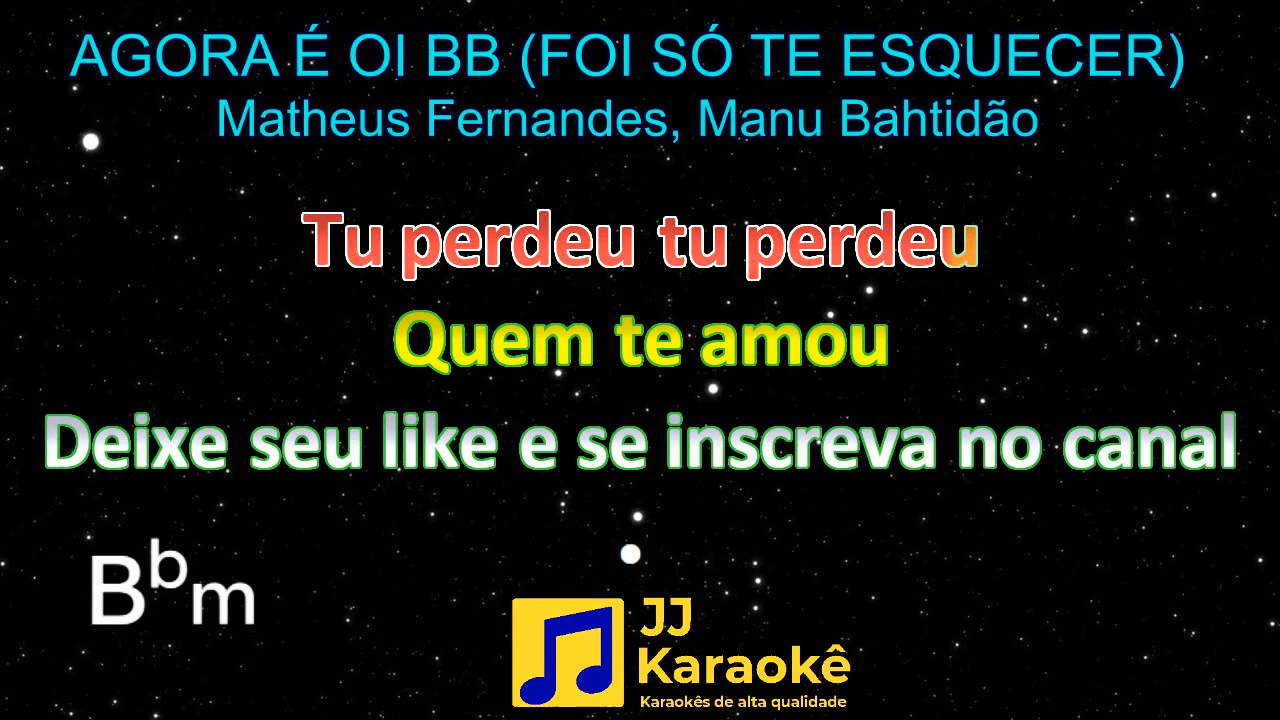 AGORA É OI BB (FOI SÓ TE ESQUECER)
Matheus Fernandes, Manu Bahtidão
Tu perdeu tu perdeu
Quem te amou
Deixe seu like e se inscreva no canal
Bbm
JJ
Karaokê
Karaokês de alta qualidade